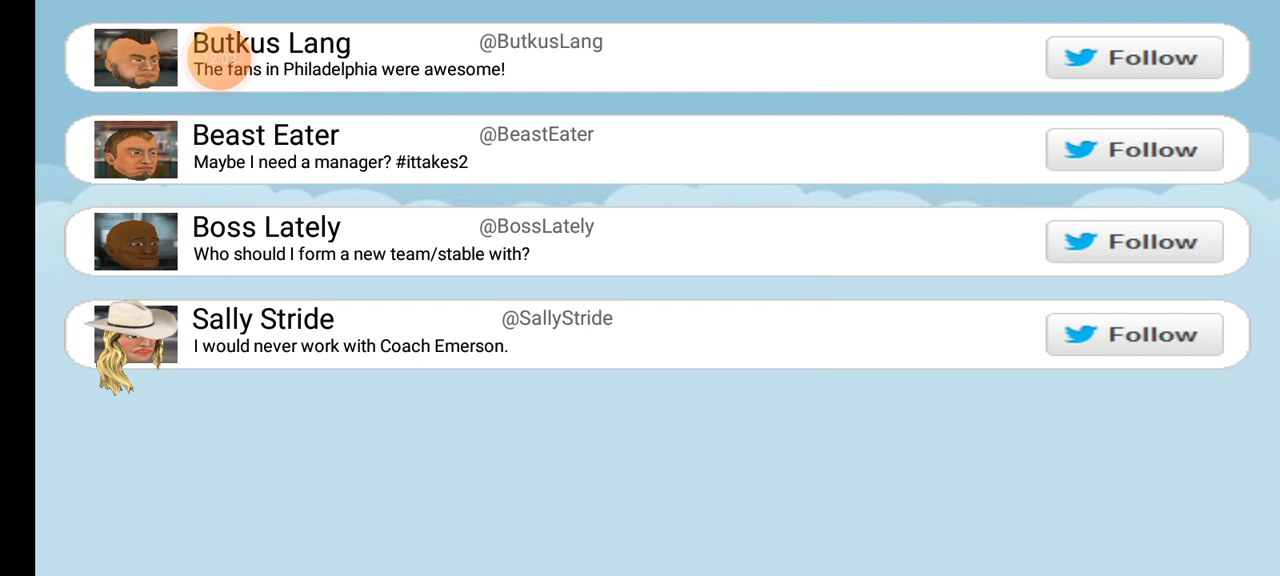 Butkus Lang @ButkusLang
The fans in Philadelphia were awesome!
Follow
Beast Eater @BeastEater
Maybe I need a manager? #ittakes2
Follow
Boss Lately @BossLately
Who should I form a new team/stable with?
Follow
Sally Stride @SallyStride
I would never work with Coach Emerson.
Follow